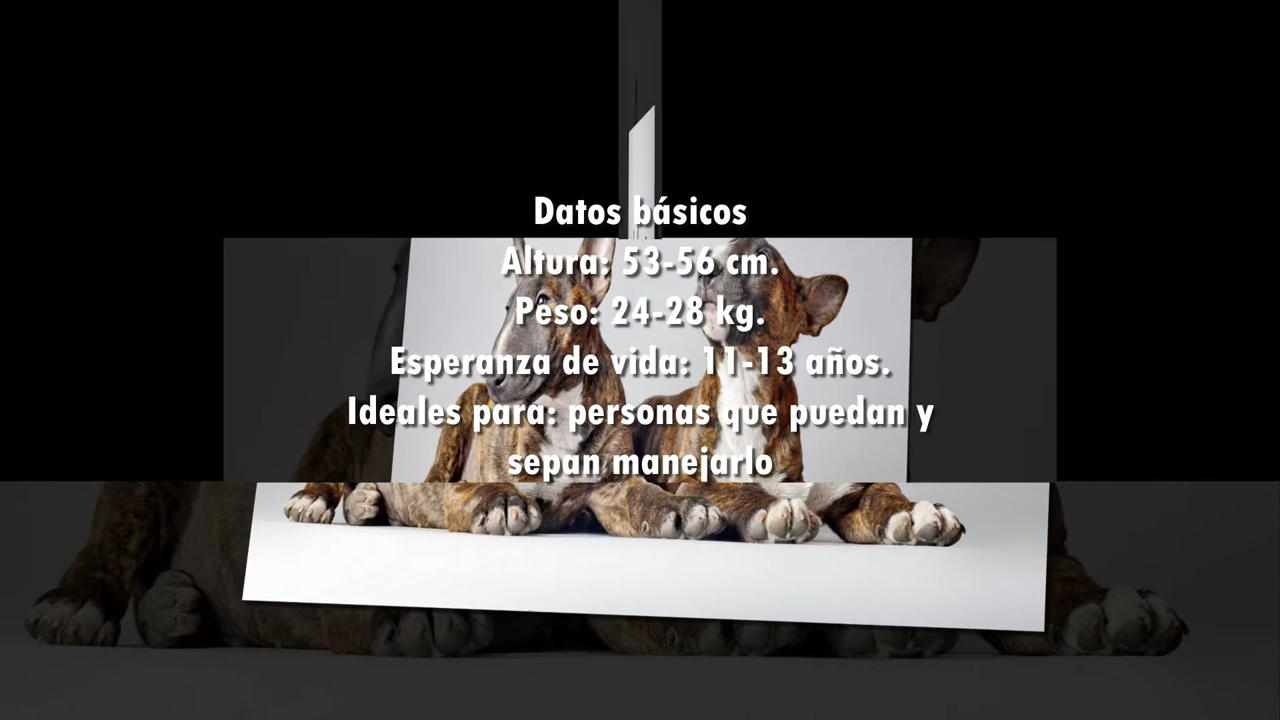 Datos básicos
Altura: 53-56 cm.
Peso: 24-28 kg.
Esperanza de vida: 11-13 años.
Ideales para: personas que puedan y
sepan manejarlo